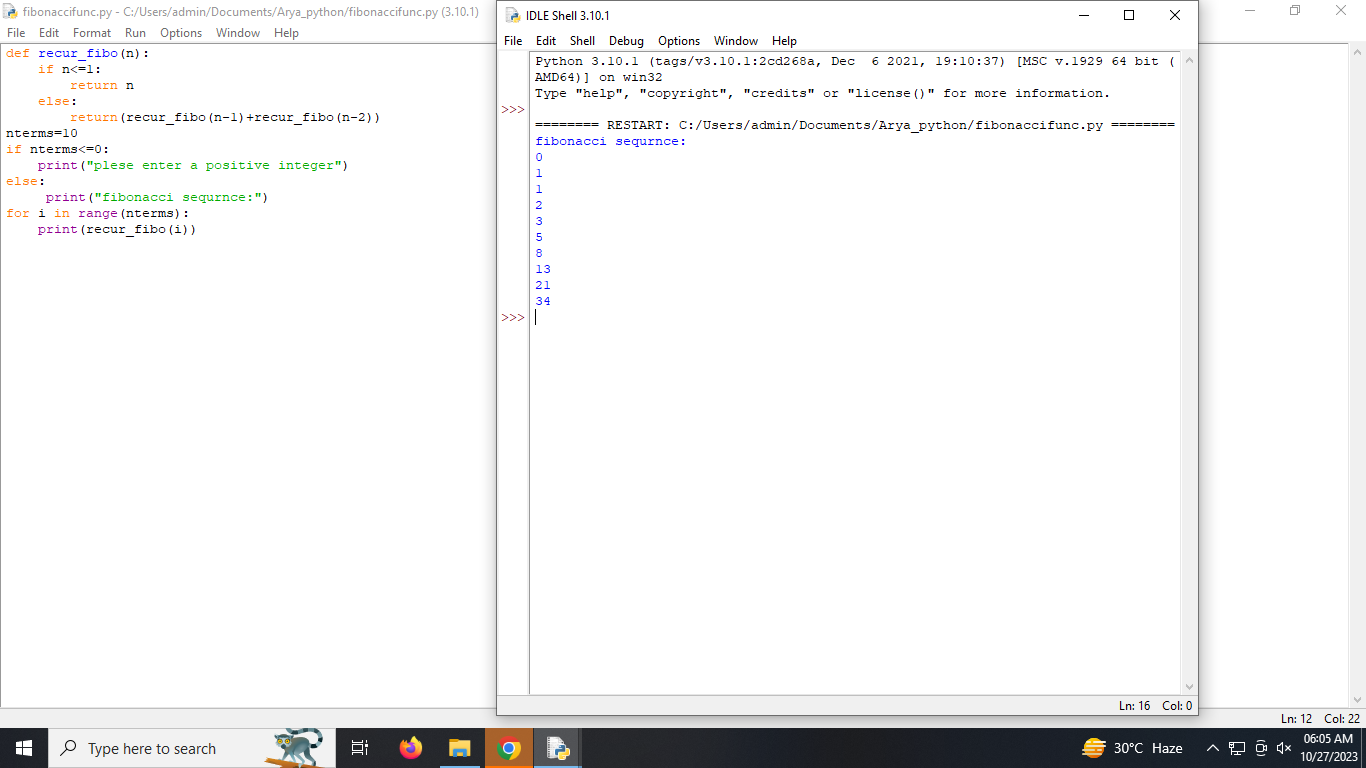 fibonaccifunc.py - C:/Users/admin/Documents/Arya_python/fibonaccifunc.py (3.10.1)
File Edit Format Run Options Window Help
def recur_fibo(n):
    if n<=1:
        return n
    else:
        return(recur_fibo(n-1)+recur_fibo(n-2))
nterms=10
if nterms<=0:
    print("plese enter a positive integer")
else:
     print("fibonacci sequrnce:")
for i in range(nterms):
    print(recur_fibo(i))
IDLE Shell 3.10.1
File Edit Shell Debug Options Window Help
Python 3.10.1 (tags/v3.10.1:2cd268a, Dec  6 2021, 19:10:37) [MSC v.1929 64 bit (
AMD64)] on win32
Type "help", "copyright", "credits" or "license()" for more information.
>>>
======== RESTART: C:/Users/admin/Documents/Arya_python/fibonaccifunc.py ========
fibonacci sequrnce:
0
1
1
2
3
5
8
13
21
34
>>>
Ln: 16 Col: 0
Ln: 12 Col: 22
Type here to search
30°C Haze
06:05 AM
10/27/2023